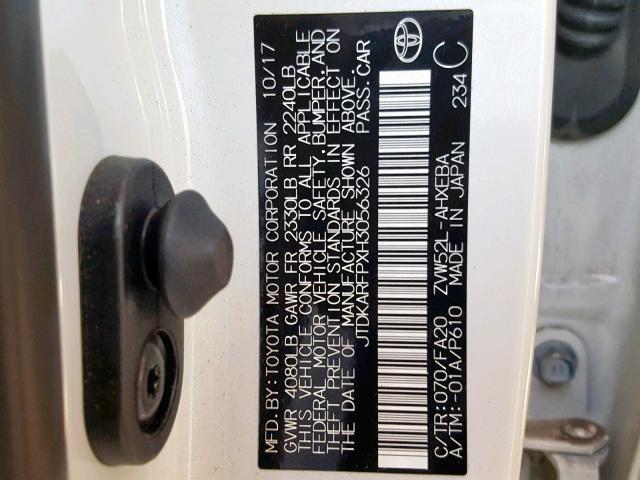 MFD.BY:TOYOTA MOTOR CORPORATION 10/17
GVWR 4080LB GAWR FR 2330LB RR 2240LB
THIS VEHICLE CONFORMS TO ALL APPLICABLE
FEDERAL MOTOR VEHICLE SAFETY, BUMPER, AND
THEFT PREVENTION STANDARDS IN EFFECT ON
THE DATE OF MANUFACTURE SHOWN ABOVE.
JTDKARFPXH3056326 PASS.CAR
C/TR:070/FA20 ZVW52L-AHXEBA
A/TM:-01A/P610 MADE IN JAPAN 234 C